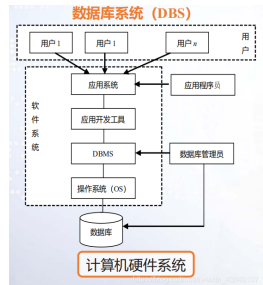 数据库系统（DBS）
用户1
用户1
用户n
用户
应用系统
应用程序员
软件系统
应用开发工具
DBMS
数据库管理员
操作系统（OS）
数据库
计算机硬件系统